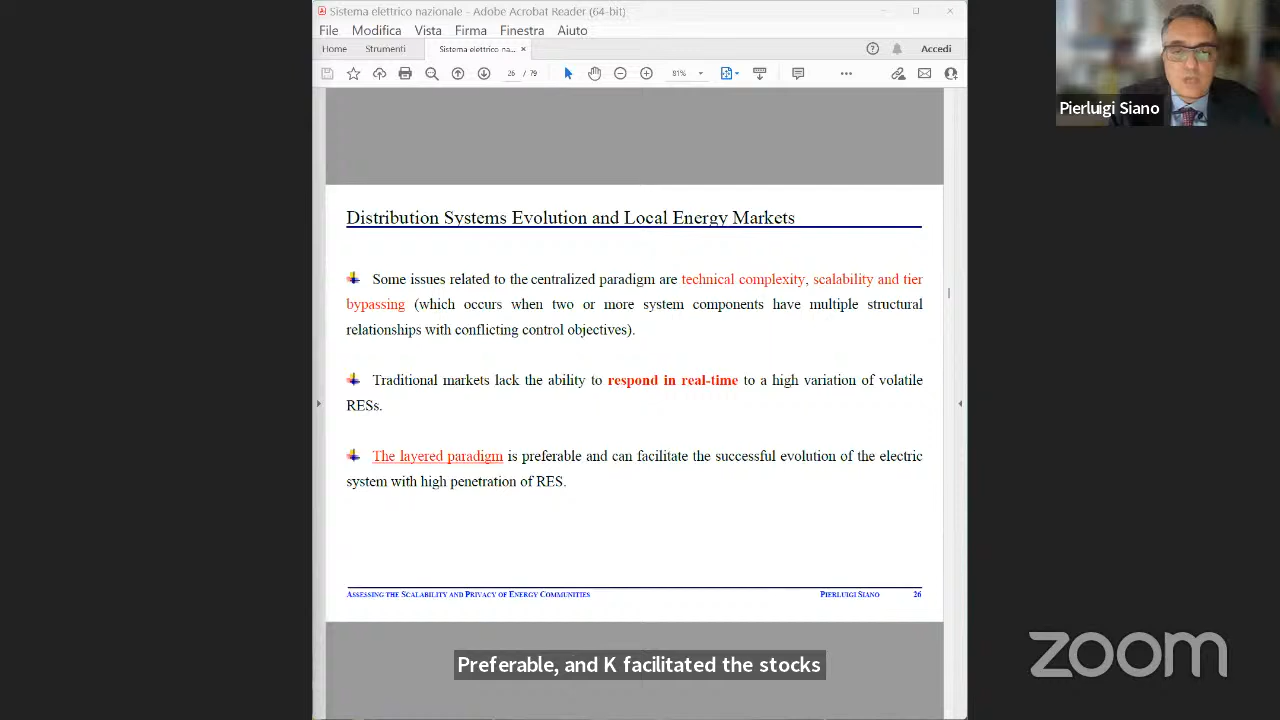 Sistema elettrico nazionale - Adobe Acrobat Reader (64-bit)
File Modifica Vista Firma Finestra Aiuto
Home Strumenti Sistema elettrico na... Accedi
26 / 79 81%
Pierluigi Siano
Distribution Systems Evolution and Local Energy Markets
Some issues related to the centralized paradigm are technical complexity, scalability and tier
bypassing (which occurs when two or more system components have multiple structural
relationships with conflicting control objectives).
Traditional markets lack the ability to respond in real-time to a high variation of volatile
RESs.
The layered paradigm is preferable and can facilitate the successful evolution of the electric
system with high penetration of RES.
ASSESSING THE SCALABILITY AND PRIVACY OF ENERGY COMMUNITIES PIERLUIGI SIANO 26
Preferable, and K facilitated the stocks
zoom